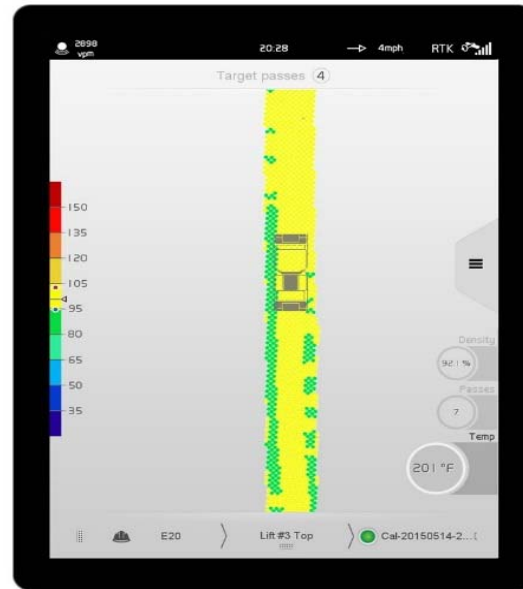 2898 vpm
20:28
4mph
RTK
Target passes 4
150
135
120
105
95
80
65
50
35
Density
92.1%
Passes
7
Temp
201 °F
E20
Lift #3 Top
Cal-20150514-2...